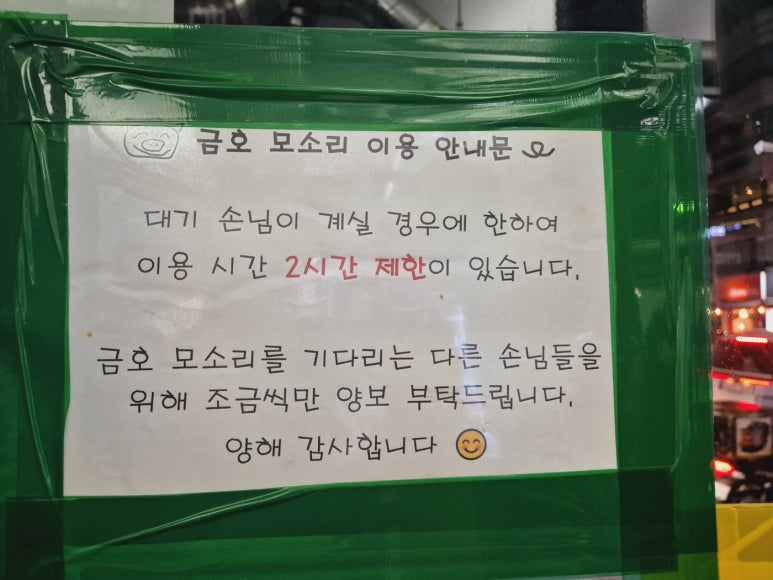 금호 모소리 이용 안내문
대기 손님이 계실 경우에 한하여
이용 시간 2시간 제한이 있습니다.
금호 모소리를 기다리는 다른 손님들을
위해 조금씩만 양보 부탁드립니다.
양해 감사합니다